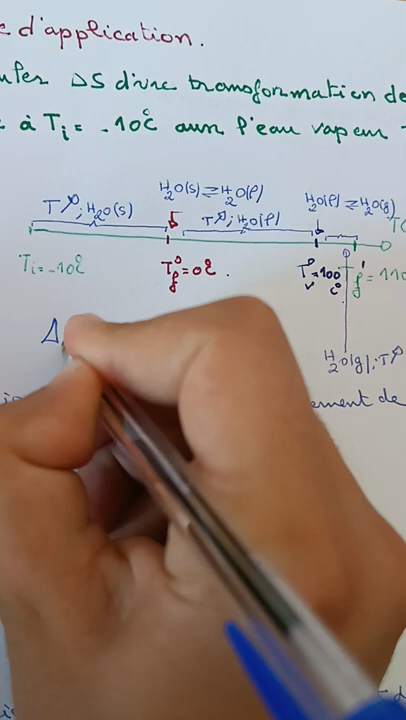 d'application.
ΔS d'une transformation de
à Ti = -10°C aun l'eau vapeur
T↗; H₂O(s) H₂O(s) ⇌ H₂O(l) T↗; H₂O(l) H₂O(l) ⇌ H₂O(g)
Ti = -10°C T°f = 0°C. T°v = 100°C T'f = 110
H₂O(g); T↗
Δ
ement de